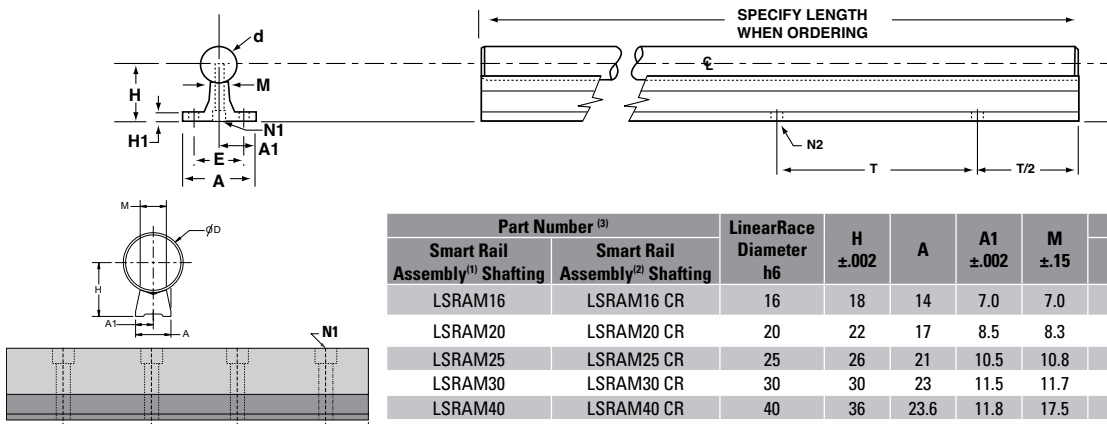 SPECIFY LENGTH
WHEN ORDERING
d
℄
H
M
H1
N1
A1
E
A
N2
T
T/2
M
ØD
H
A1
A
N1
Part Number (3)
LinearRace Diameter h6
H ±.002
A
A1 ±.002
M ±.15
Smart Rail Assembly(1) Shafting
Smart Rail Assembly(2) Shafting
LSRAM16 LSRAM16 CR 16 18 14 7.0 7.0
LSRAM20 LSRAM20 CR 20 22 17 8.5 8.3
LSRAM25 LSRAM25 CR 25 26 21 10.5 10.8
LSRAM30 LSRAM30 CR 30 30 23 11.5 11.7
LSRAM40 LSRAM40 CR 40 36 23.6 11.8 17.5